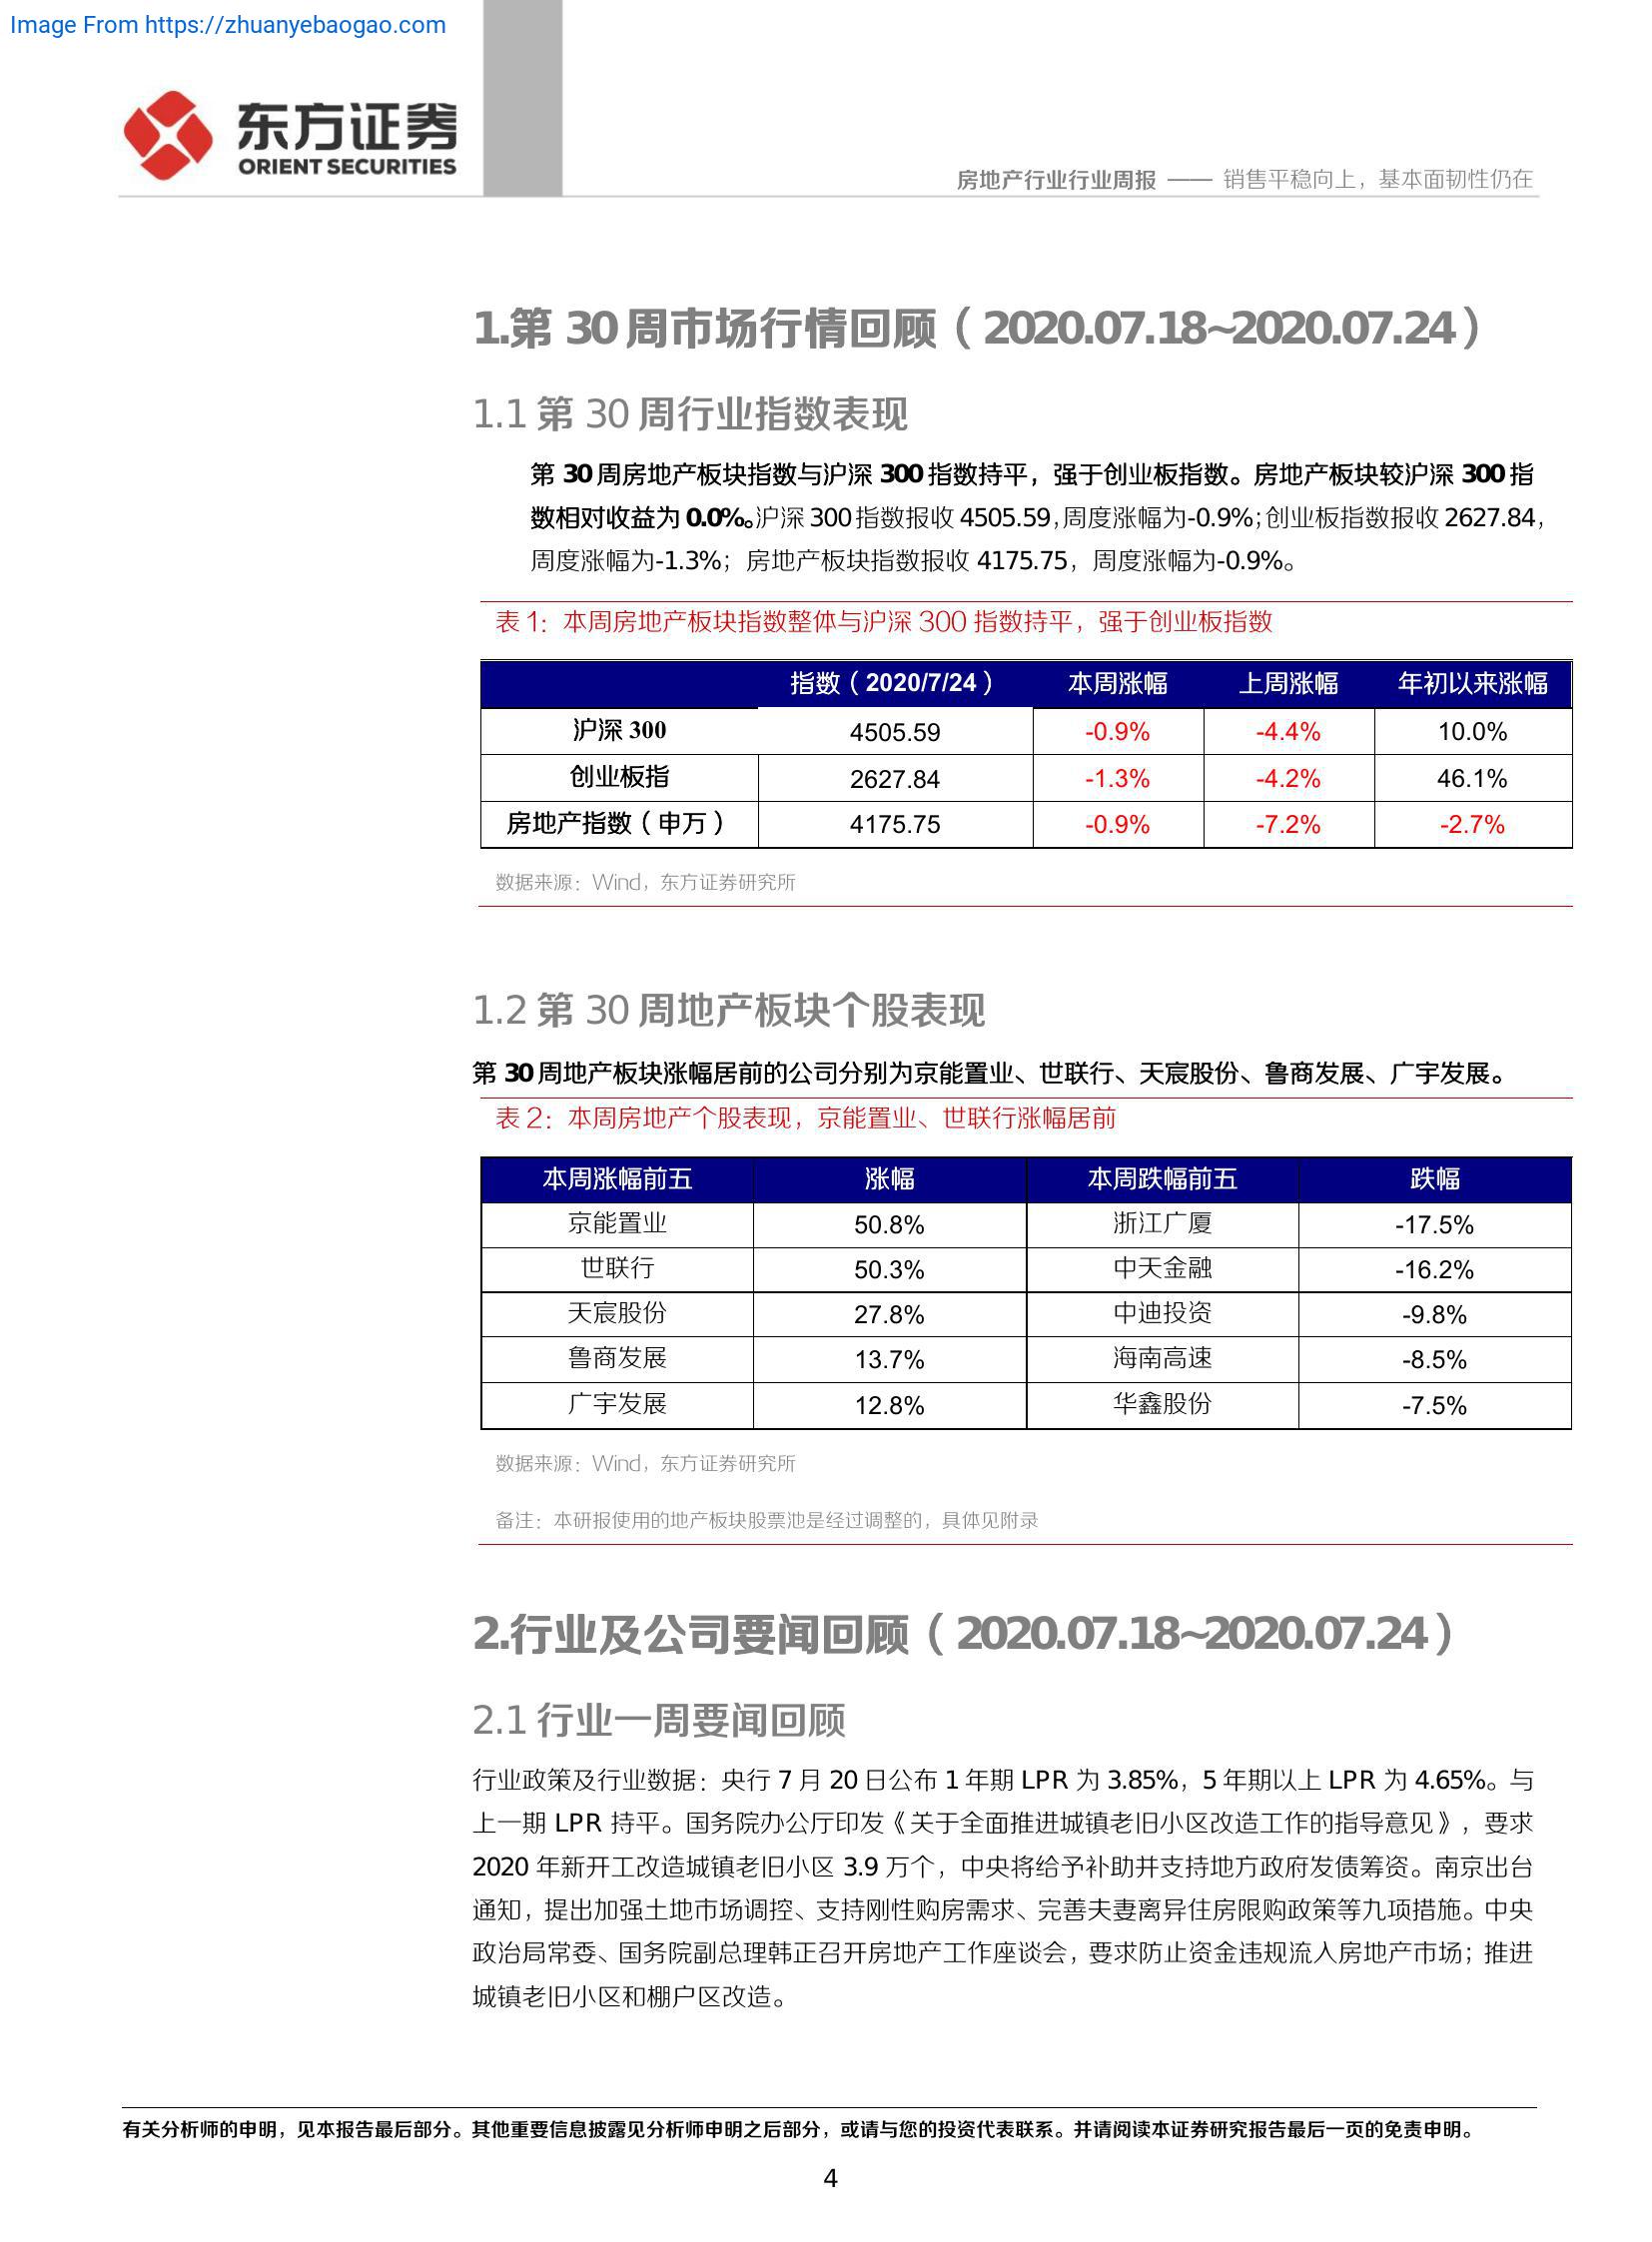 Image From https://zhuanyebaogao.com
东方证券
ORIENT SECURITIES
房地产行业行业周报 —— 销售平稳向上，基本面韧性仍在
1.第 30 周市场行情回顾（2020.07.18~2020.07.24）
1.1 第 30 周行业指数表现
第 30 周房地产板块指数与沪深 300 指数持平，强于创业板指数。房地产板块较沪深 300 指
数相对收益为 0.0%。沪深 300 指数报收 4505.59，周度涨幅为-0.9%；创业板指数报收 2627.84，
周度涨幅为-1.3%；房地产板块指数报收 4175.75，周度涨幅为-0.9%。
表 1：本周房地产板块指数整体与沪深 300 指数持平，强于创业板指数
指数（2020/7/24） 本周涨幅 上周涨幅 年初以来涨幅
沪深 300 4505.59 -0.9% -4.4% 10.0%
创业板指 2627.84 -1.3% -4.2% 46.1%
房地产指数（申万） 4175.75 -0.9% -7.2% -2.7%
数据来源：Wind，东方证券研究所
1.2 第 30 周地产板块个股表现
第 30 周地产板块涨幅居前的公司分别为京能置业、世联行、天宸股份、鲁商发展、广宇发展。
表 2：本周房地产个股表现，京能置业、世联行涨幅居前
本周涨幅前五 涨幅 本周跌幅前五 跌幅
京能置业 50.8% 浙江广厦 -17.5%
世联行 50.3% 中天金融 -16.2%
天宸股份 27.8% 中迪投资 -9.8%
鲁商发展 13.7% 海南高速 -8.5%
广宇发展 12.8% 华鑫股份 -7.5%
数据来源：Wind，东方证券研究所
备注：本研报使用的地产板块股票池是经过调整的，具体见附录
2.行业及公司要闻回顾（2020.07.18~2020.07.24）
2.1 行业一周要闻回顾
行业政策及行业数据：央行 7 月 20 日公布 1 年期 LPR 为 3.85%，5 年期以上 LPR 为 4.65%。与
上一期 LPR 持平。国务院办公厅印发《关于全面推进城镇老旧小区改造工作的指导意见》，要求
2020 年新开工改造城镇老旧小区 3.9 万个，中央将给予补助并支持地方政府发债筹资。南京出台
通知，提出加强土地市场调控、支持刚性购房需求、完善夫妻离异住房限购政策等九项措施。中央
政治局常委、国务院副总理韩正召开房地产工作座谈会，要求防止资金违规流入房地产市场；推进
城镇老旧小区和棚户区改造。
有关分析师的申明，见本报告最后部分。其他重要信息披露见分析师申明之后部分，或请与您的投资代表联系。并请阅读本证券研究报告最后一页的免责申明。
4